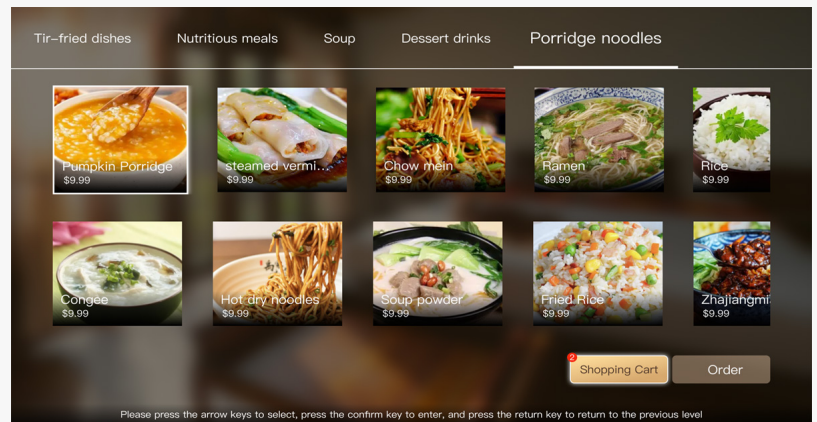 Tir-fried dishes
Nutritious meals
Soup
Dessert drinks
Porridge noodles
Pumpkin Porridge
$9.99
steamed vermi...
$9.99
Chow mein
$9.99
Ramen
$9.99
Rice
$9.99
Congee
$9.99
Hot dry noodles
$9.99
Soup powder
$9.99
Fried Rice
$9.99
Zhajiangmi
$9.99
2
Shopping Cart
Order
Please press the arrow keys to select, press the confirm key to enter, and press the return key to return to the previous level